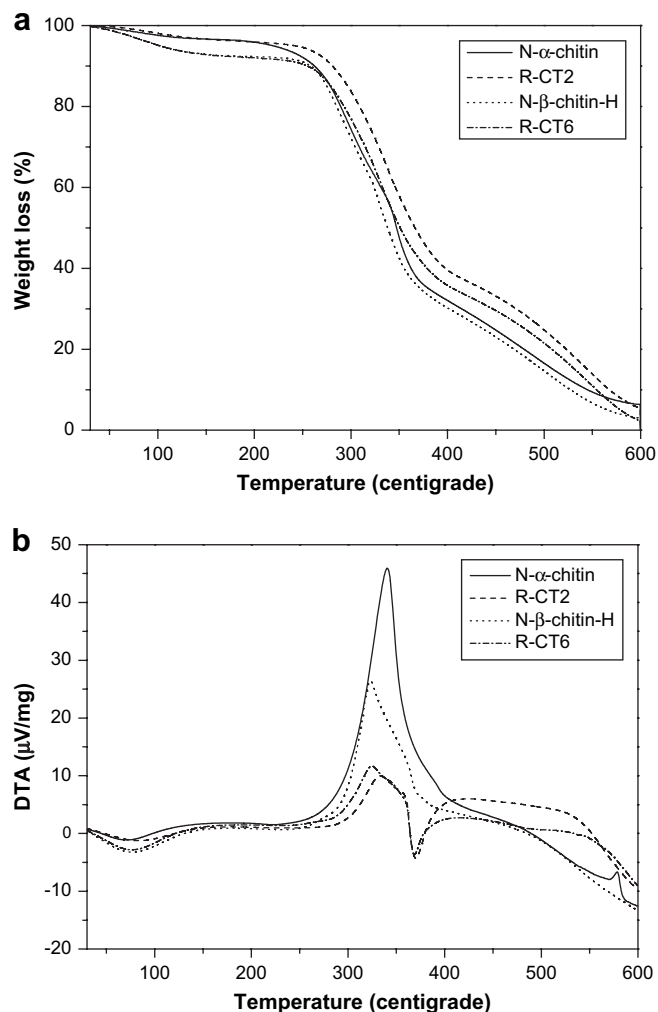 a
100
80
60
40
20
0
Weight loss (%)
N-α-chitin
R-CT2
N-β-chitin-H
R-CT6
100 200 300 400 500 600
Temperature (centigrade)
b
50
40
30
20
10
0
-10
-20
DTA (μV/mg)
N-α-chitin
R-CT2
N-β-chitin-H
R-CT6
100 200 300 400 500 600
Temperature (centigrade)